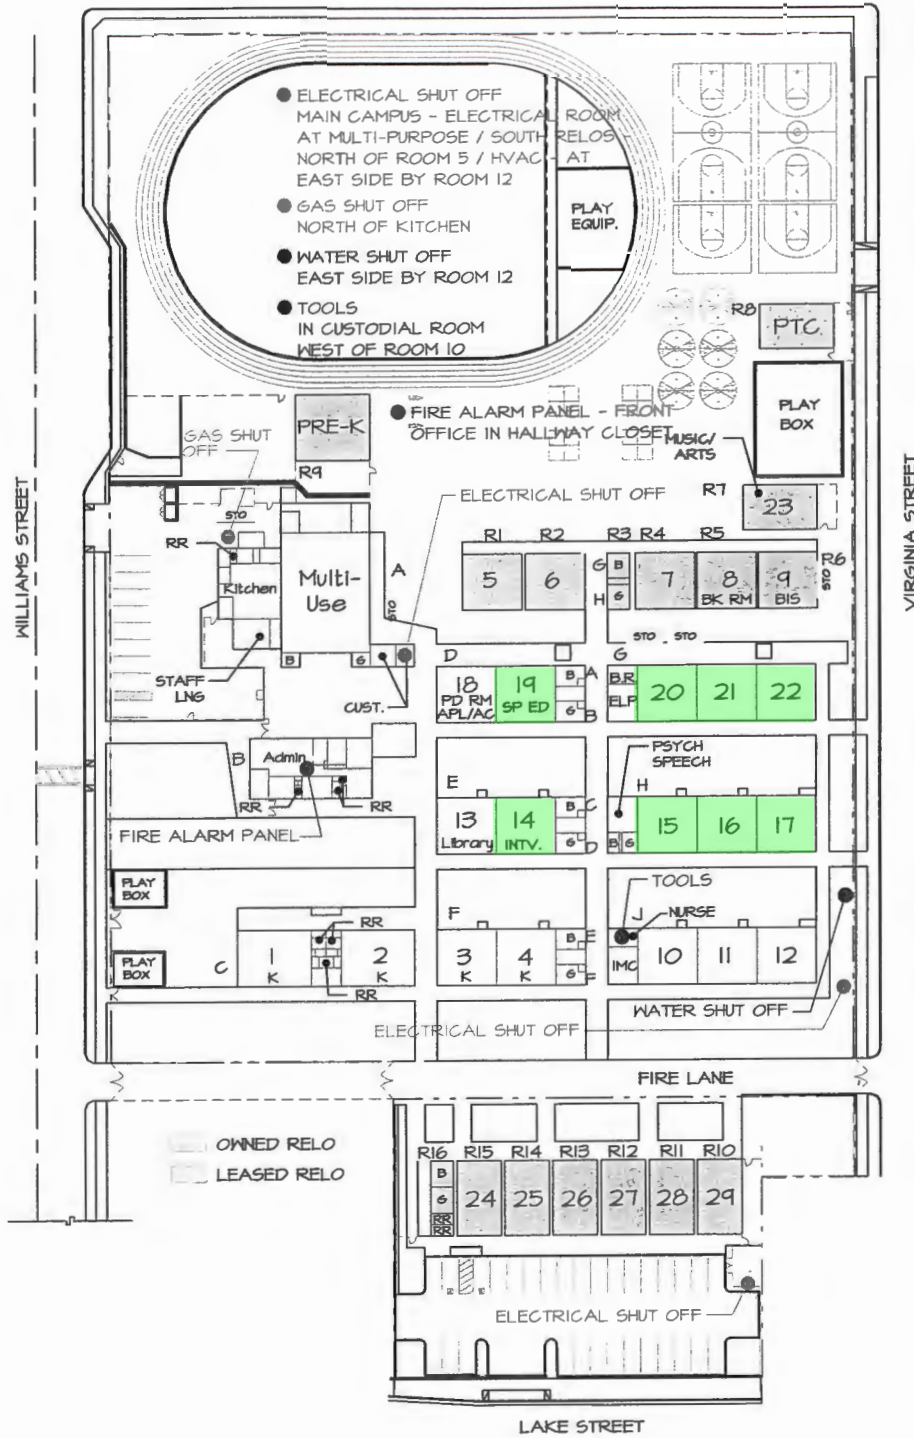 ELECTRICAL SHUT OFF
MAIN CAMPUS - ELECTRICAL ROOM
AT MULTI-PURPOSE / SOUTH RELOS -
NORTH OF ROOM 5 / HVAC - AT
EAST SIDE BY ROOM 12
GAS SHUT OFF
NORTH OF KITCHEN
WATER SHUT OFF
EAST SIDE BY ROOM 12
TOOLS
IN CUSTODIAL ROOM
WEST OF ROOM 10
PLAY
EQUIP.
R8
PTC
PLAY
BOX
FIRE ALARM PANEL - FRONT
OFFICE IN HALLWAY CLOSET
PRE-K
R9
GAS SHUT
OFF
MUSIC/
ARTS
R7
23
WILLIAMS STREET
VIRGINIA STREET
ELECTRICAL SHUT OFF
STO
RR
Kitchen
Multi-
Use
A
STO
B
G
STAFF
LNG
CUST.
R1
R2
R3
R4
R5
R6
5
6
G
H
B
G
7
8
BK RM
9
BIS
STO
STO
STO
D
18
PD RM
APL/AC
19
SP ED
B
G
A
B
G
B.R.
ELP
20
21
22
B
Admin
RR
RR
FIRE ALARM PANEL
E
13
Library
14
INTV.
B
G
C
D
PSYCH
SPEECH
H
B
G
15
16
17
PLAY
BOX
PLAY
BOX
C
1
K
RR
RR
2
K
F
3
K
4
K
B
G
E
F
TOOLS
J
NURSE
IMC
10
11
12
WATER SHUT OFF
ELECTRICAL SHUT OFF
FIRE LANE
OWNED RELO
LEASED RELO
R16
R15
R14
R13
R12
R11
R10
B
G
RR
RR
24
25
26
27
28
29
ELECTRICAL SHUT OFF
LAKE STREET